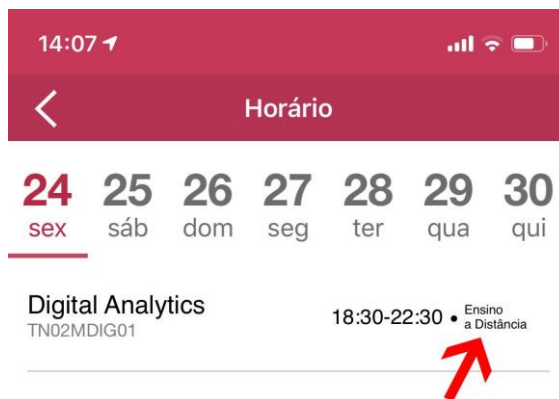 14:07
Horário
24 25 26 27 28 29 30
sex sáb dom seg ter qua qui
Digital Analytics
TN02MDIG01
18:30-22:30 • Ensino
a Distância